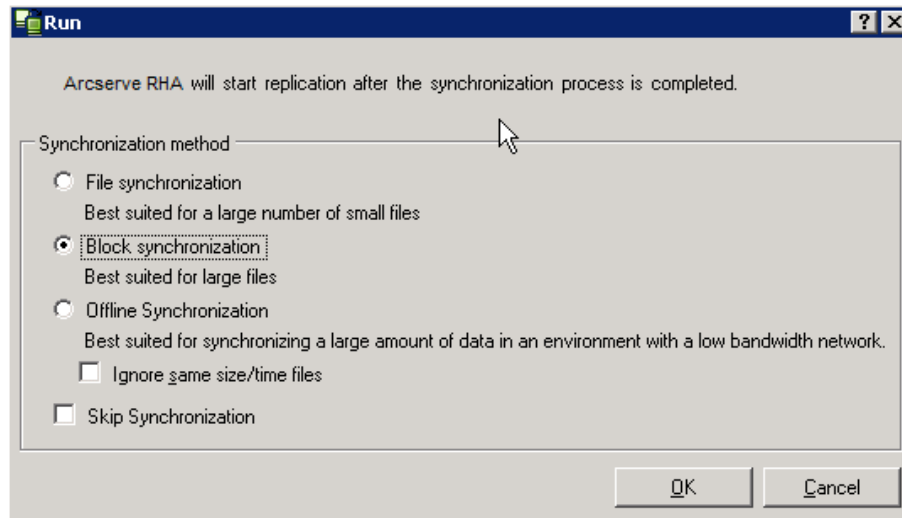 Run
Arcserve RHA will start replication after the synchronization process is completed.
Synchronization method
File synchronization
Best suited for a large number of small files
Block synchronization
Best suited for large files
Offline Synchronization
Best suited for synchronizing a large amount of data in an environment with a low bandwidth network.
Ignore same size/time files
Skip Synchronization
OK Cancel